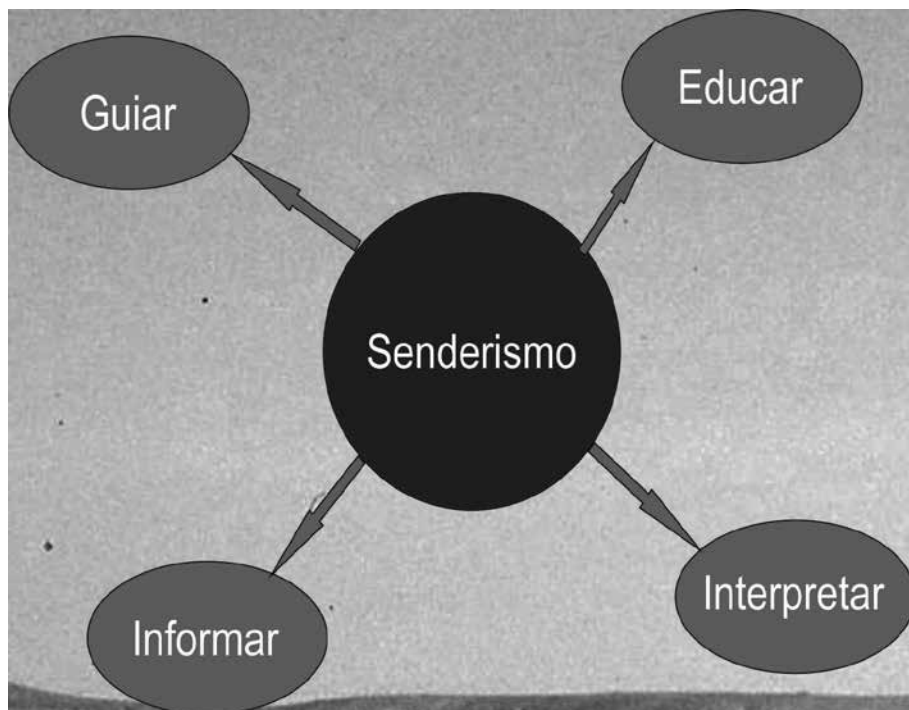 Guiar
Educar
Senderismo
Informar
Interpretar